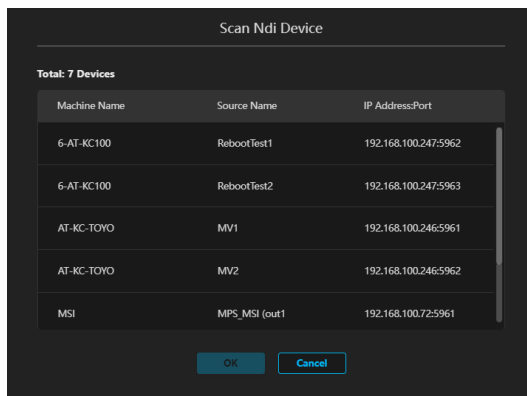 Scan Ndi Device
Total: 7 Devices
Machine Name Source Name IP Address:Port
6-AT-KC100 RebootTest1 192.168.100.247:5962
6-AT-KC100 RebootTest2 192.168.100.247:5963
AT-KC-TOYO MV1 192.168.100.246:5961
AT-KC-TOYO MV2 192.168.100.246:5962
MSI MPS_MSI (out1 192.168.100.72:5961
OK Cancel